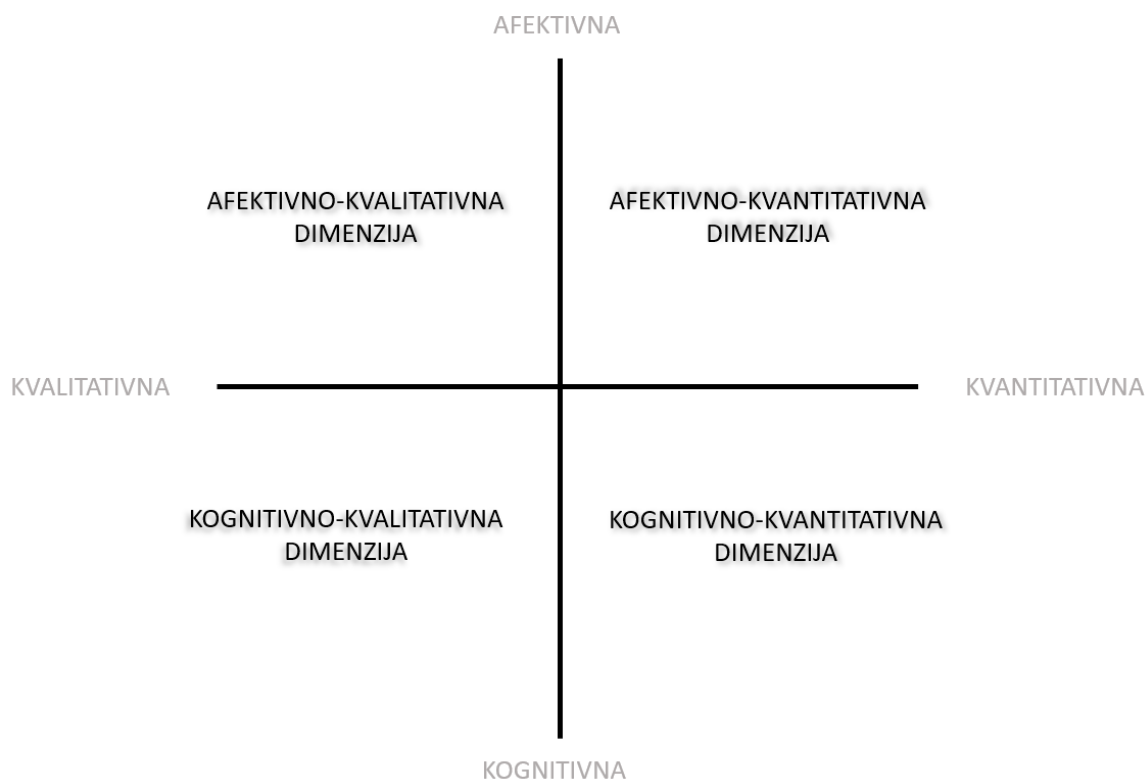 AFEKTIVNA
AFEKTIVNO-KVALITATIVNA
DIMENZIJA
AFEKTIVNO-KVANTITATIVNA
DIMENZIJA
KVALITATIVNA
KVANTITATIVNA
KOGNITIVNO-KVALITATIVNA
DIMENZIJA
KOGNITIVNO-KVANTITATIVNA
DIMENZIJA
KOGNITIVNA